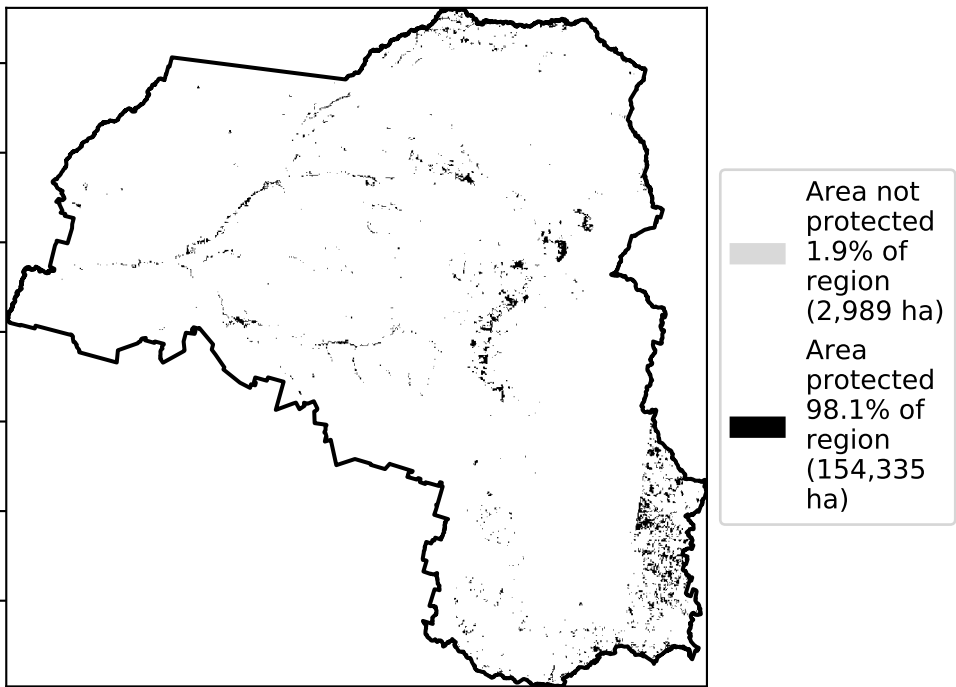 Area not
protected
1.9% of
region
(2,989 ha)
Area
protected
98.1% of
region
(154,335
ha)